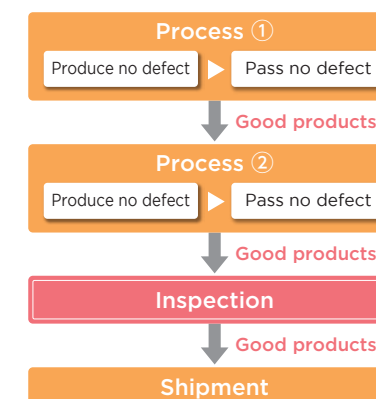 Process ①
Produce no defect Pass no defect
Good products
Process ②
Produce no defect Pass no defect
Good products
Inspection
Good products
Shipment